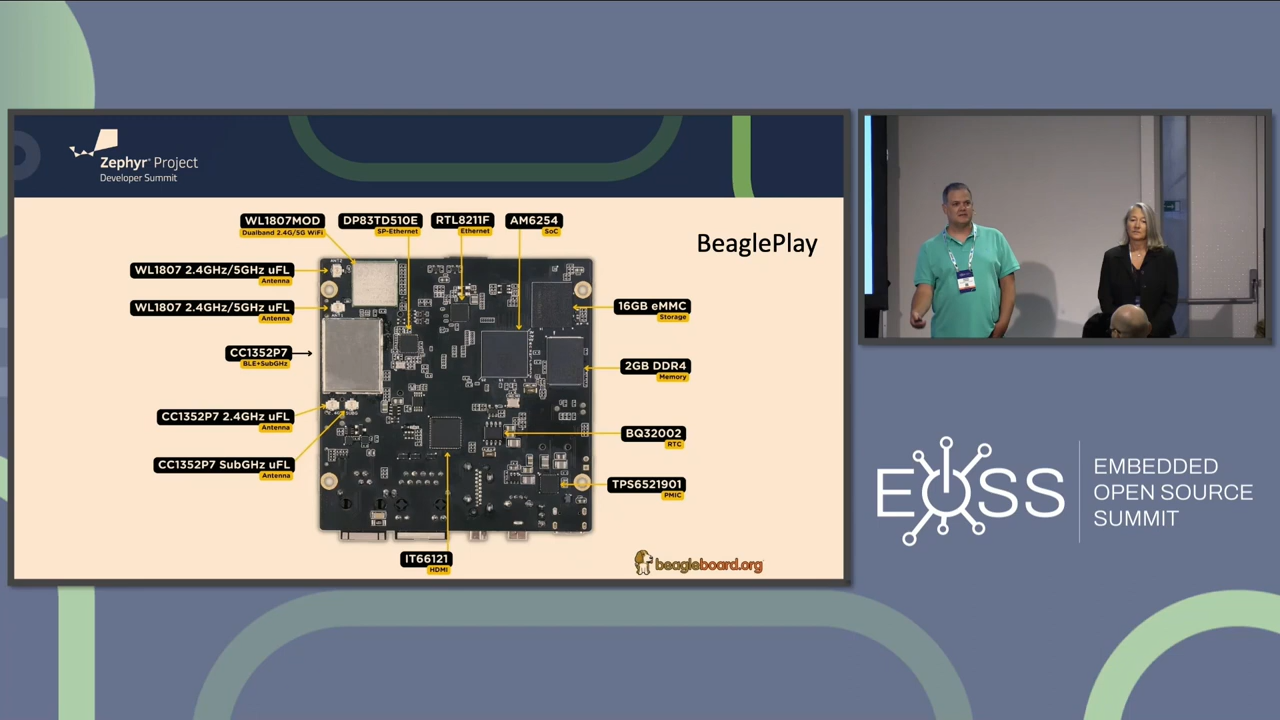 Zephyr® Project
Developer Summit
BeaglePlay
WL1807MOD
Dualband 2.4G/5G WiFi
DP83TD510E
SP-Ethernet
RTL8211F
Ethernet
AM6254
SoC
WL1807 2.4GHz/5GHz uFL
Antenna
WL1807 2.4GHz/5GHz uFL
Antenna
CC1352P7
BLE+SubGHz
CC1352P7 2.4GHz uFL
Antenna
CC1352P7 SubGHz uFL
Antenna
16GB eMMC
Storage
2GB DDR4
Memory
BQ32002
RTC
TPS6521901
PMIC
IT66121
HDMI
beagleboard.org
EOSS
EMBEDDED
OPEN SOURCE
SUMMIT